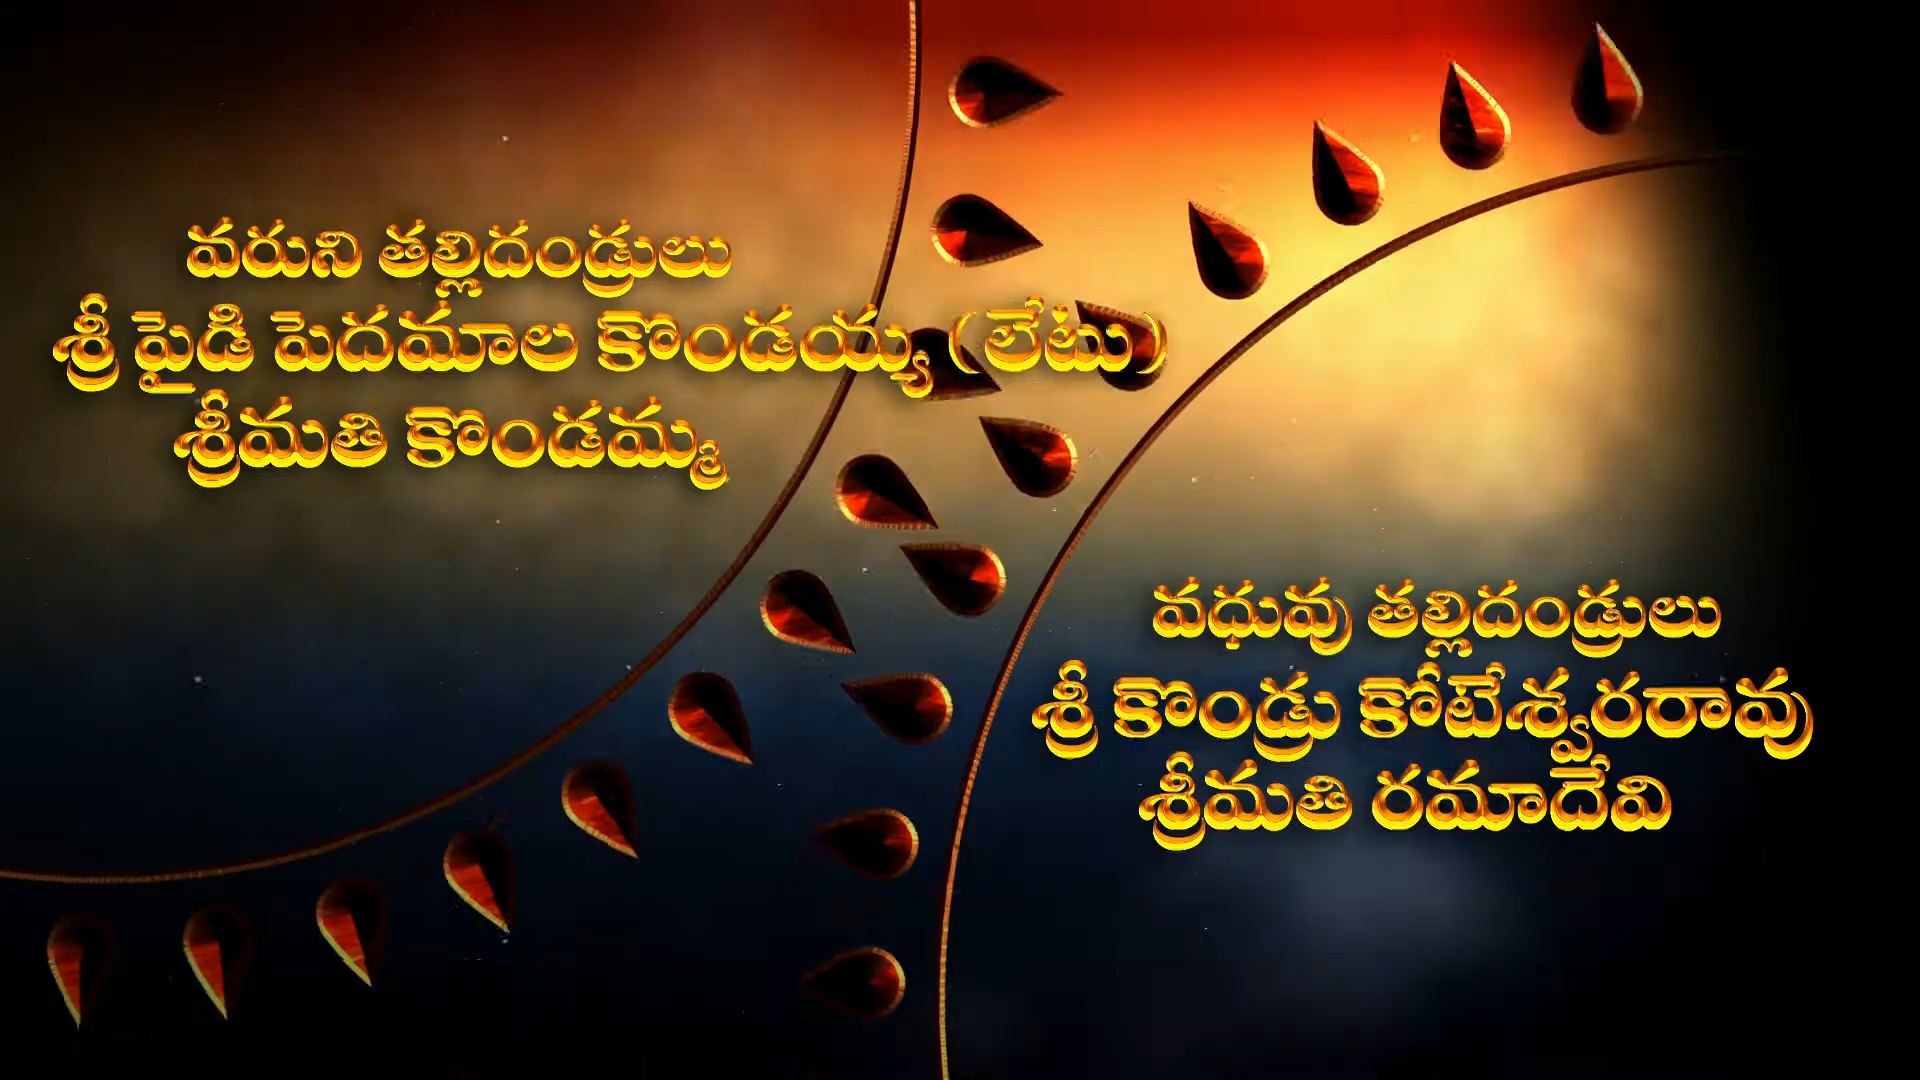 వరుని తల్లిదండ్రులు
శ్రీ పైడి పెదమాల కొండయ్య (లేటు)
శ్రీమతి కొండమ్మ
వధువు తల్లిదండ్రులు
శ్రీ కొండ్రు కోటేశ్వరరావు
శ్రీమతి రమాదేవి